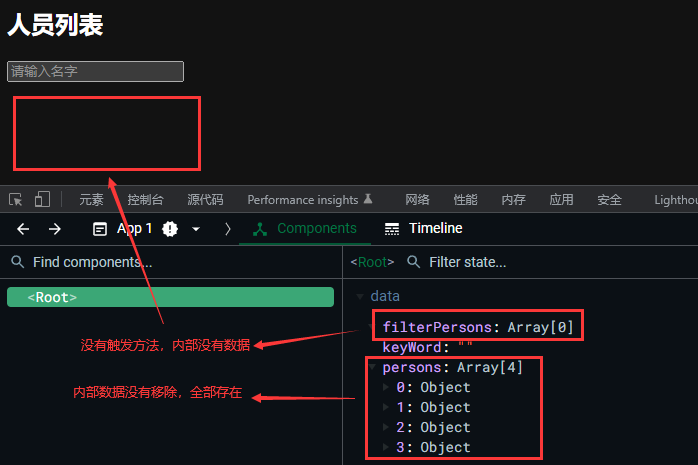 人员列表
请输入名字
元素 控制台 源代码 Performance insights 网络 性能 内存 应用 安全 Lighthou
App 1 Components Timeline
Find components... <Root> Filter state...
<Root> data
filterPersons: Array[0]
没有触发方法，内部没有数据
keyWord: ""
persons: Array[4]
0: Object
内部数据没有移除，全部存在
1: Object
2: Object
3: Object